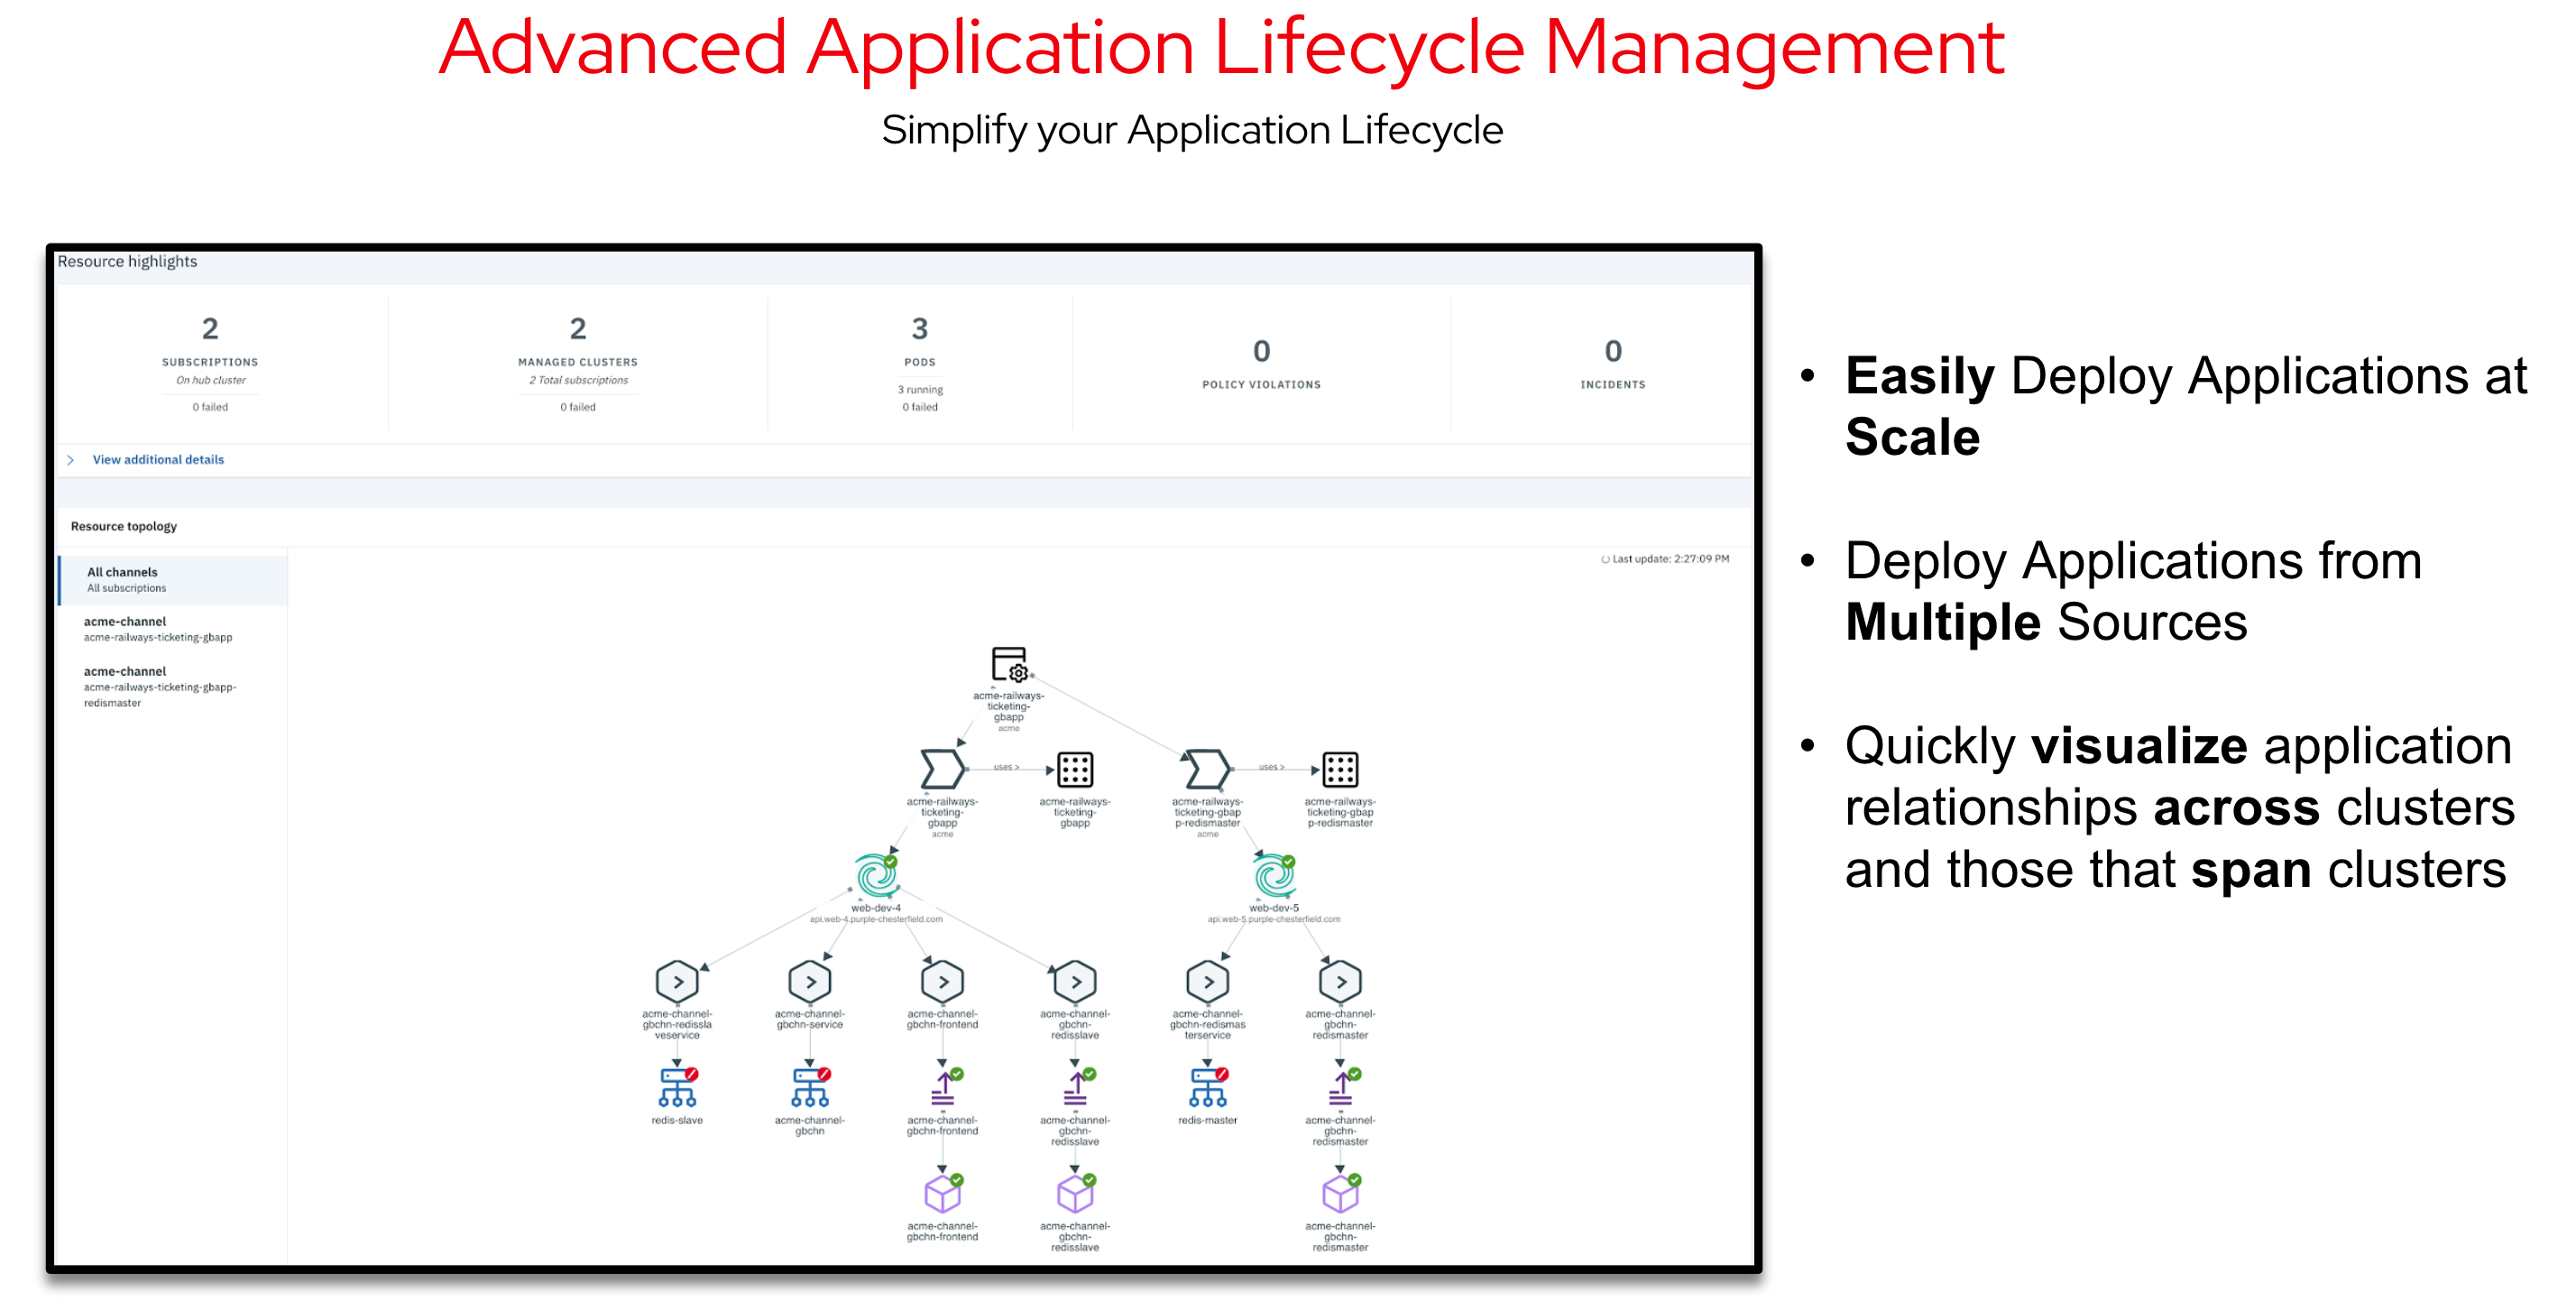 Advanced Application Lifecycle Management
Simplify your Application Lifecycle
Resource highlights
2
SUBSCRIPTIONS
On hub cluster
0 failed
2
MANAGED CLUSTERS
2 Total subscriptions
0 failed
3
PODS
3 running
0 failed
0
POLICY VIOLATIONS
0
INCIDENTS
View additional details
Resource topology
All channels
All subscriptions
acme-channel
acme-railways-ticketing-gbapp
acme-channel
acme-railways-ticketing-gbapp-
redismaster
Last update: 2:27:09 PM
acme-railways-
ticketing-
gbapp
acme
acme-railways-
ticketing-
gbapp
acme
uses >
acme-railways-
ticketing-
gbapp
acme-railways-
ticketing-gbap
p-redismaster
acme
uses >
acme-railways-
ticketing-gbap
p-redismaster
web-dev-4
api.web-4.purple-chesterfield.com
web-dev-5
api.web-5.purple-chesterfield.com
acme-channel-
gbchn-redissla
veservice
acme-channel-
gbchn-service
acme-channel-
gbchn-frontend
acme-channel-
gbchn-
redisslave
acme-channel-
gbchn-redismas
terservice
acme-channel-
gbchn-
redismaster
redis-slave
acme-channel-
gbchn
acme-channel-
gbchn-frontend
acme-channel-
gbchn-
redisslave
redis-master
acme-channel-
gbchn-
redismaster
acme-channel-
gbchn-frontend
acme-channel-
gbchn-
redisslave
acme-channel-
gbchn-
redismaster
• Easily Deploy Applications at
Scale
• Deploy Applications from
Multiple Sources
• Quickly visualize application
relationships across clusters
and those that span clusters